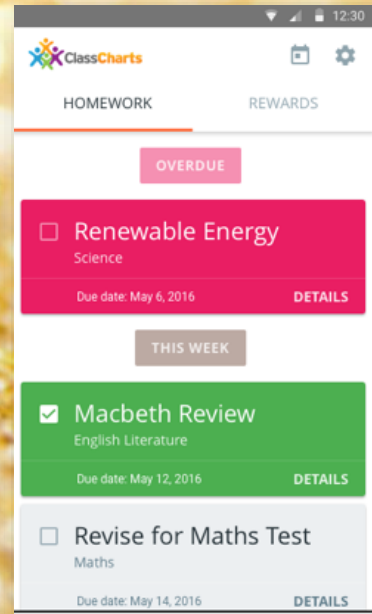 12:30
ClassCharts
HOMEWORK REWARDS
OVERDUE
Renewable Energy
Science
Due date: May 6, 2016 DETAILS
THIS WEEK
Macbeth Review
English Literature
Due date: May 12, 2016 DETAILS
Revise for Maths Test
Maths
Due date: May 14, 2016 DETAILS